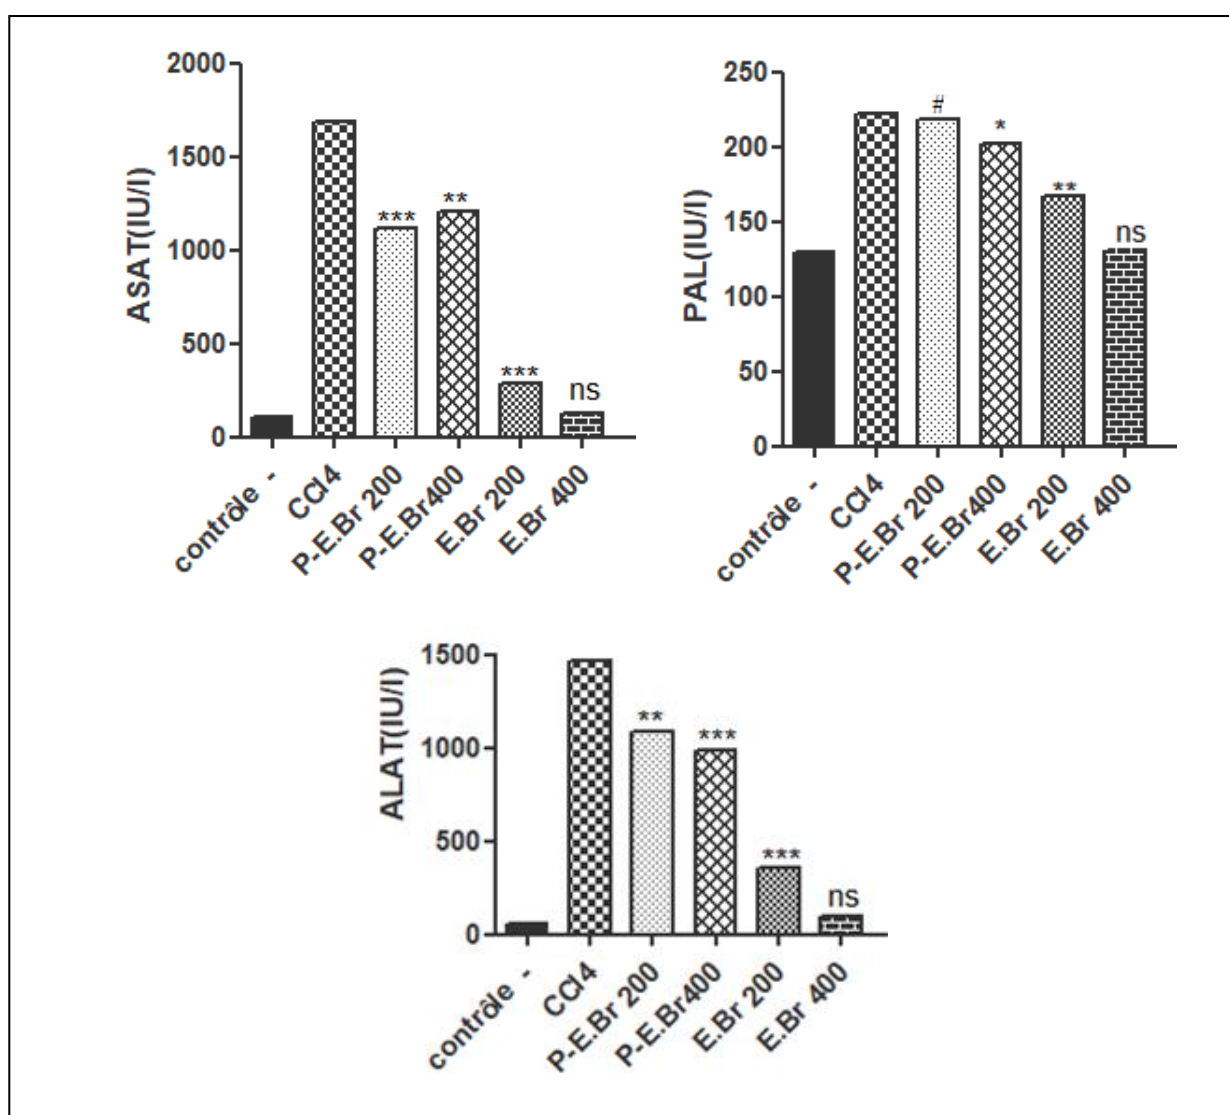 2000
1500
1000
500
0
ASAT(IU/l)
***
**
***
ns
contrôle -
CCl4
P-E.Br 200
P-E.Br400
E.Br 200
E.Br 400
250
200
150
100
50
0
PAL(IU/l)
#
*
**
ns
contrôle -
CCl4
P-E.Br 200
P-E.Br400
E.Br 200
E.Br 400
1500
1000
500
0
ALAT(IU/l)
**
***
***
ns
contrôle -
CCl4
P-E.Br 200
P-E.Br400
E.Br 200
E.Br 400